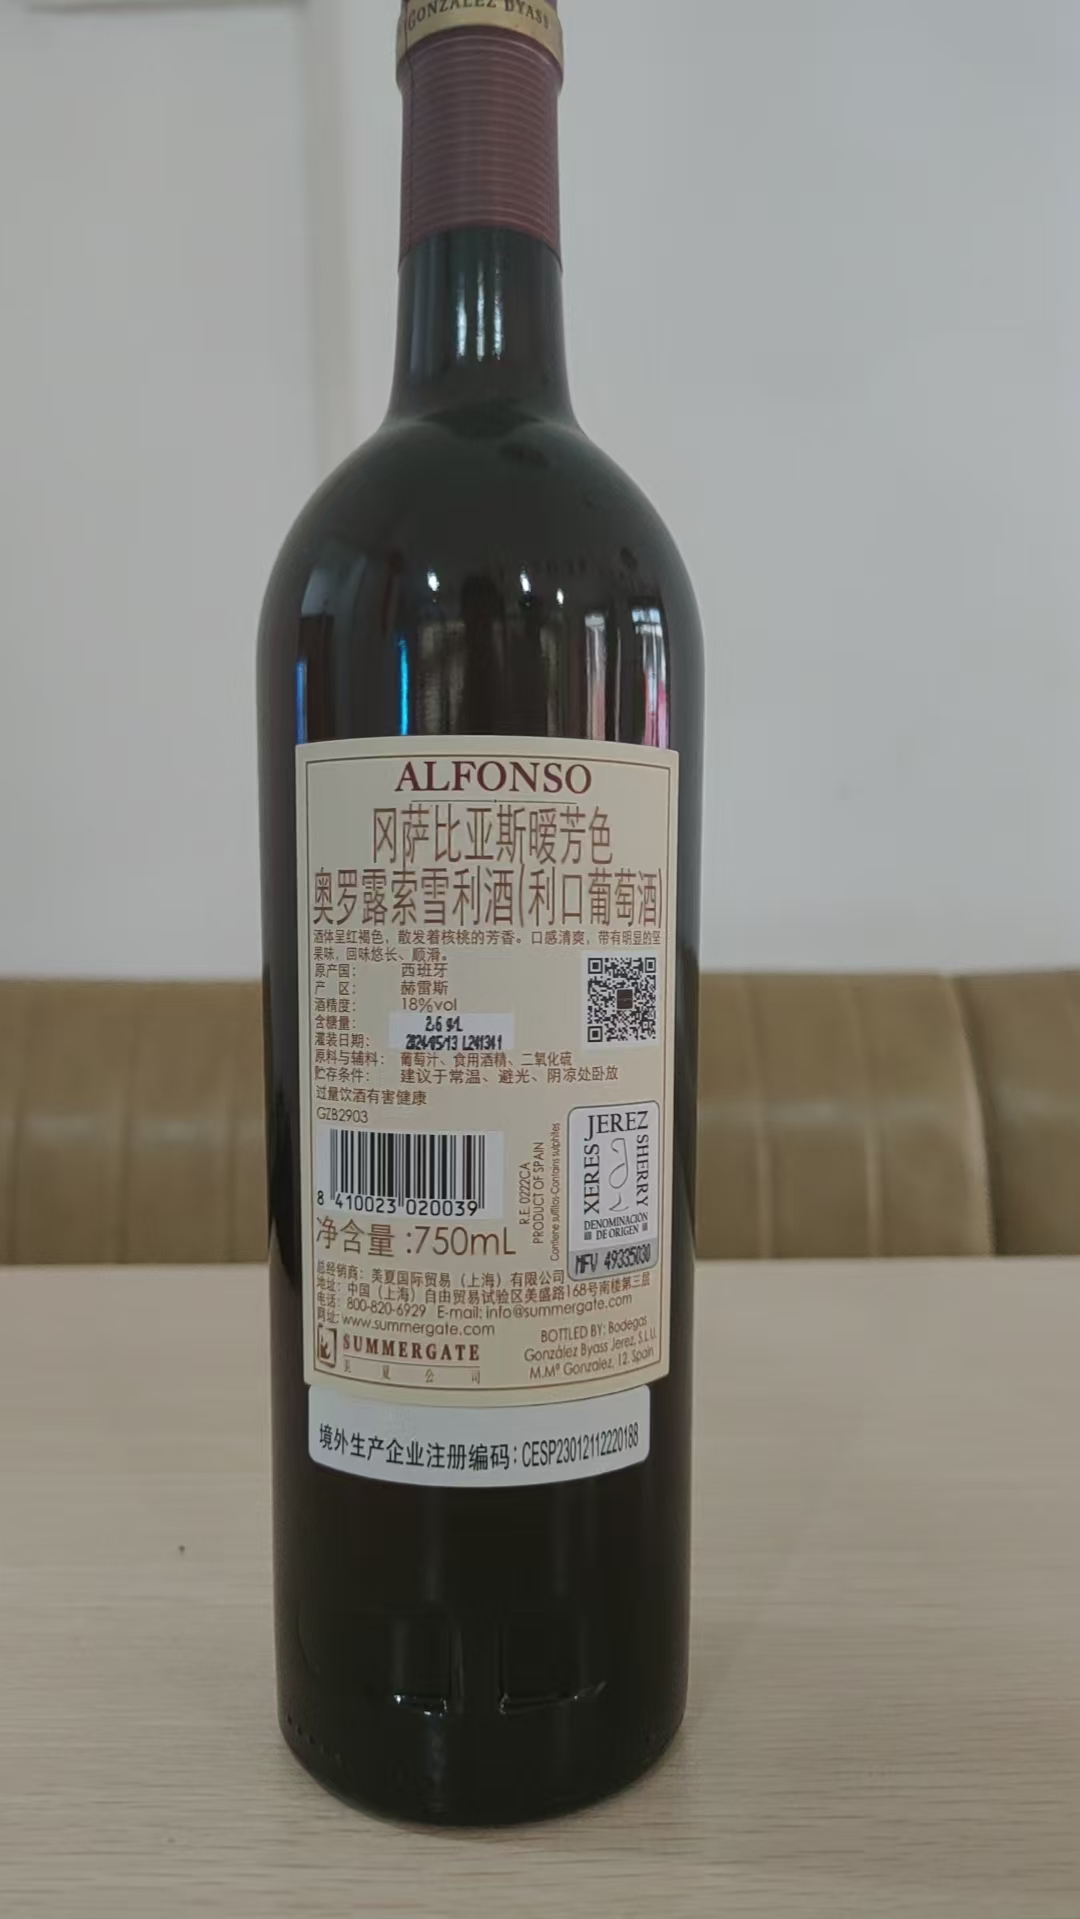 GONZALEZ BYASS
ALFONSO
冈萨比亚斯暧芳色
奥罗露索雪利酒(利口葡萄酒)
酒体呈红褐色，散发着核桃的芳香。口感清爽，带有明显的坚
果味，回味悠长、顺滑。
原产国： 西班牙
产 区： 赫雷斯
酒精度： 18%vol
含糖量： 2.6 g/L
灌装日期： 2024/05/13 L241341
原料与辅料： 葡萄汁、食用酒精、二氧化硫
贮存条件： 建议于常温、避光、阴凉处卧放
过量饮酒有害健康
GZB2903
8 410023 020039
净含量 :750mL
R.E. 0222CA
PRODUCT OF SPAIN
Contiene sulfitos-Contains sulphites
JEREZ
XERES
SHERRY
DENOMINACIÓN
DE ORIGEN
MFV 49335030
总经销商：美夏国际贸易（上海）有限公司
地址：中国（上海）自由贸易试验区美盛路168号南楼第三层
电话：800-820-6929 E-mail: info@summergate.com
网址：www.summergate.com
SUMMERGATE
美 夏 公 司
BOTTLED BY: Bodegas
González Byass Jerez, S.L.U.
M.Mª Gonzalez, 12. Spain
境外生产企业注册编码：CESP23012112220188